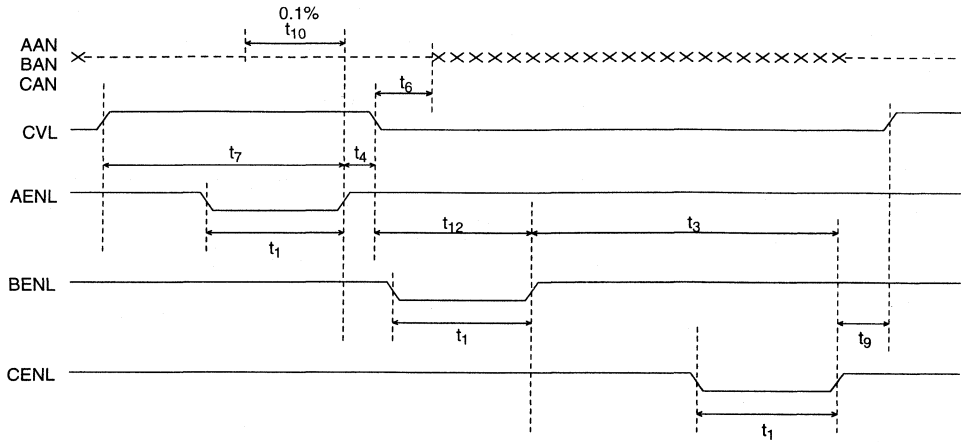 0.1%
t10
AAN
BAN
CAN
t6
CVL
t7
t4
AENL
t1
t12
t3
BENL
t1
t9
CENL
t1